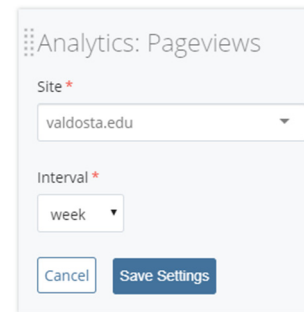 Analytics: Pageviews
Site *
valdosta.edu
Interval *
week
Cancel Save Settings